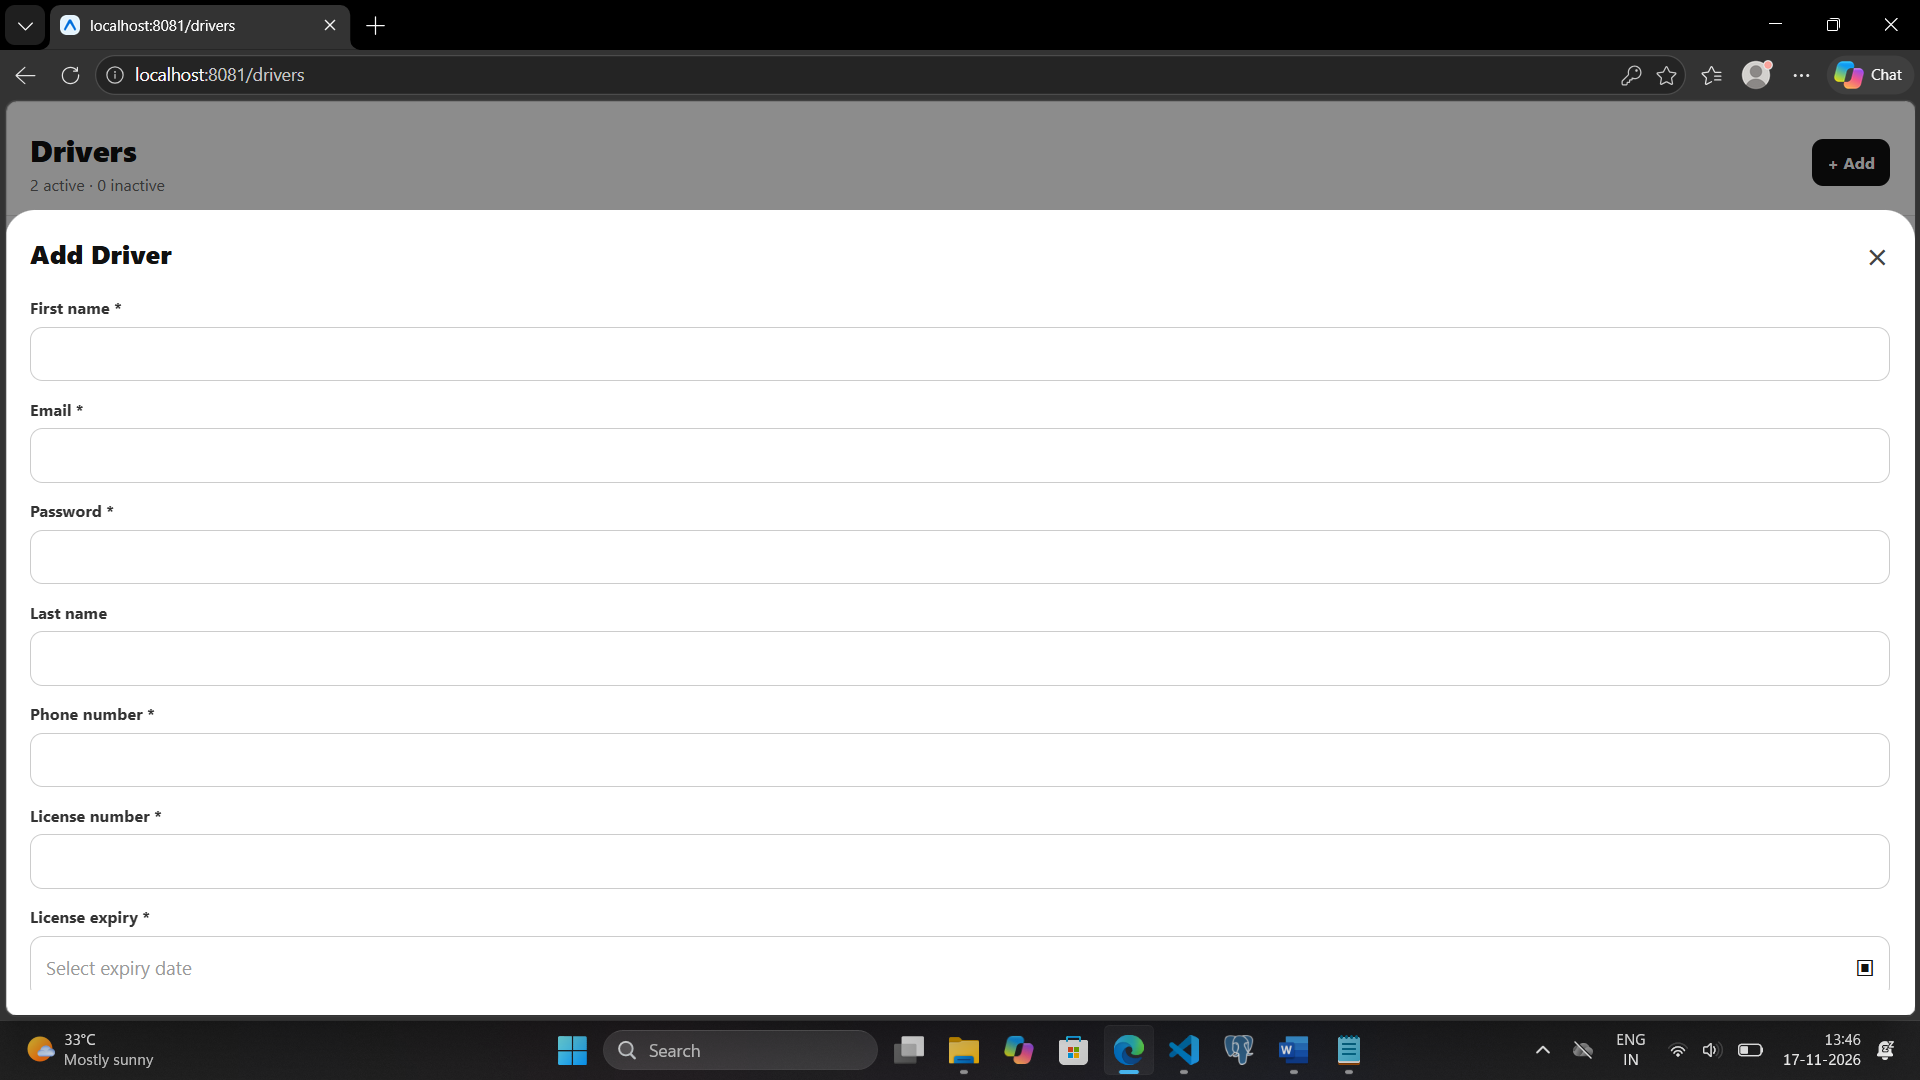 localhost:8081/drivers
localhost:8081/drivers
Chat
Drivers
2 active · 0 inactive
+ Add
Add Driver
First name *
Email *
Password *
Last name
Phone number *
License number *
License expiry *
Select expiry date
33°C
Mostly sunny
Search
W
ENG
IN
13:46
17-11-2026